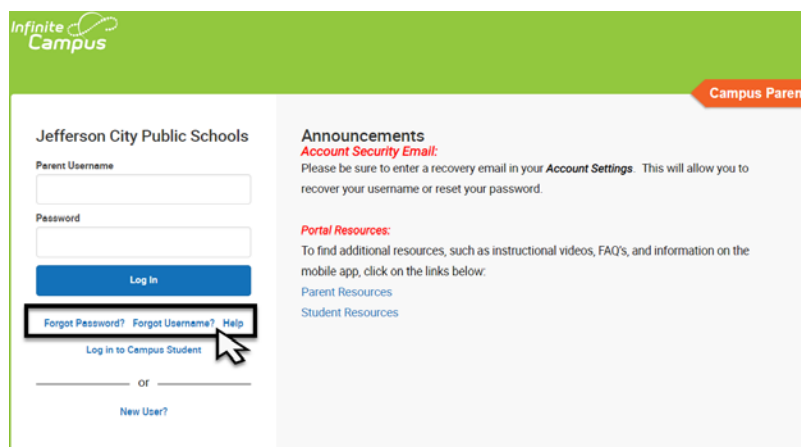 Infinite
Campus
Campus Paren
Jefferson City Public Schools
Parent Username
Password
Log In
Forgot Password? Forgot Username? Help
Log in to Campus Student
or
New User?
Announcements
Account Security Email:
Please be sure to enter a recovery email in your Account Settings. This will allow you to
recover your username or reset your password.
Portal Resources:
To find additional resources, such as instructional videos, FAQ's, and information on the
mobile app, click on the links below:
Parent Resources
Student Resources